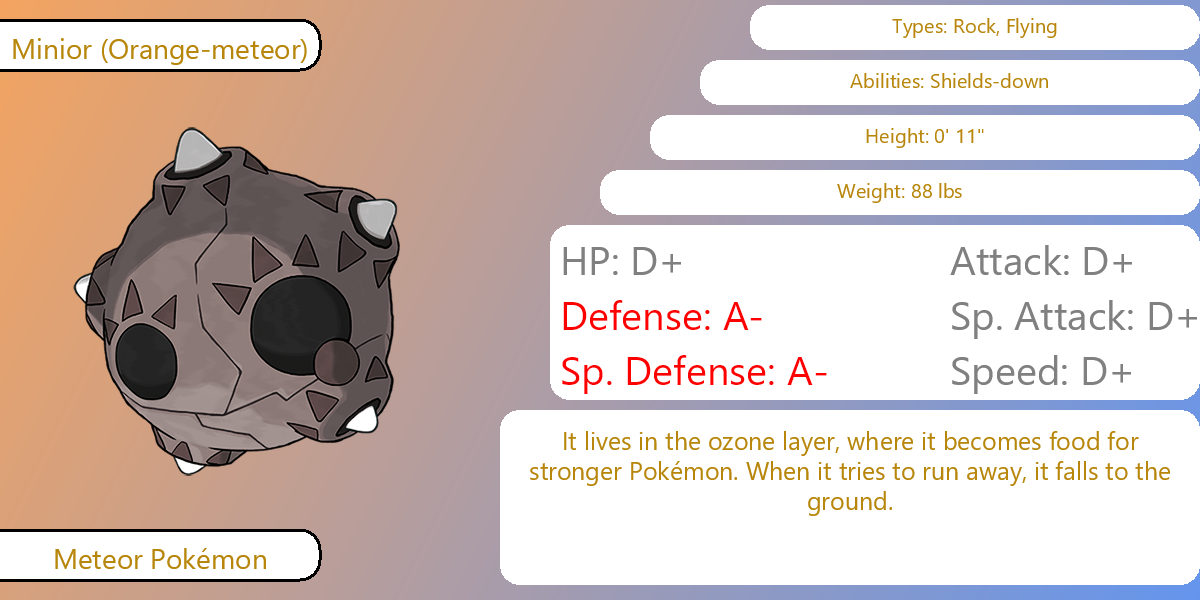 Minior (Orange-meteor)
Types: Rock, Flying
Abilities: Shields-down
Height: 0' 11"
Weight: 88 lbs
HP: D+
Attack: D+
Defense: A-
Sp. Attack: D+
Sp. Defense: A-
Speed: D+
It lives in the ozone layer, where it becomes food for
stronger Pokémon. When it tries to run away, it falls to the
ground.
Meteor Pokémon